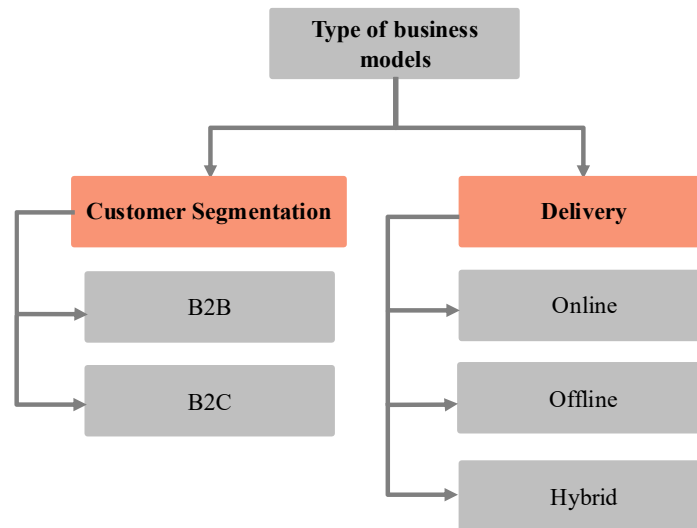 Type of business
models
Customer Segmentation
B2B
B2C
Delivery
Online
Offline
Hybrid